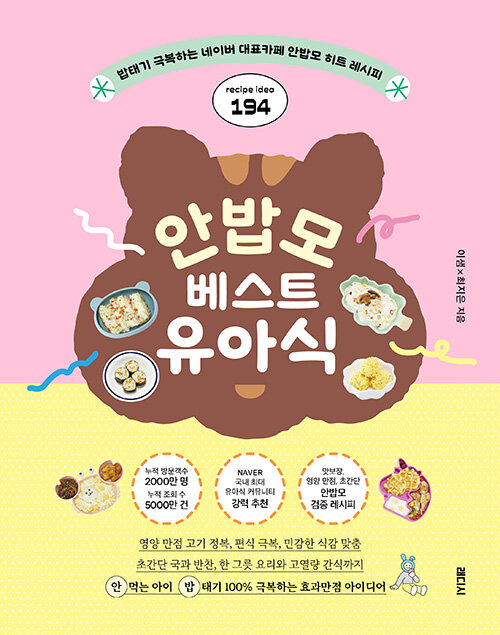 밥태기 극복하는 네이버 대표카페 안밥모 히트 레시피
recipe idea
194
안밥모
베스트
유아식
이샘×최지은 지음
누적 방문객수
2000만 명
누적 조회 수
5000만 건
NAVER
국내 최대
유아식 커뮤니티
강력 추천
맛보장,
영양 만점, 초간단
안밥모
검증 레시피
영양 만점 고기 정복, 편식 극복, 민감한 식감 맞춤
초간단 국과 반찬, 한 그릇 요리와 고열량 간식까지
안 먹는 아이 밥 태기 100% 극복하는 효과만점 아이디어
래디시